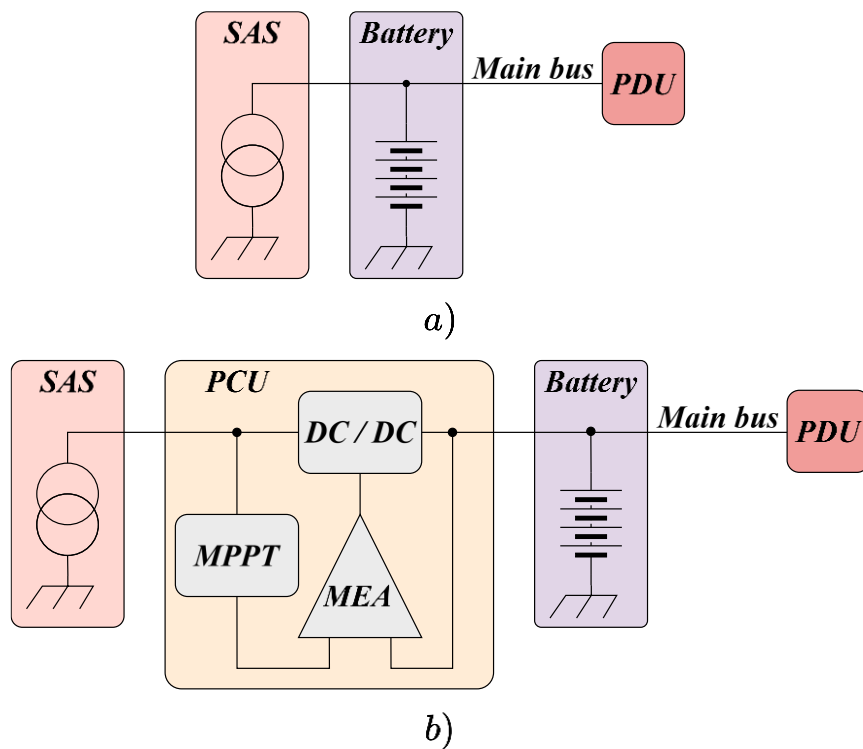 SAS
Battery
Main bus
PDU
a)
SAS
PCU
Battery
DC / DC
Main bus
PDU
MPPT
MEA
b)